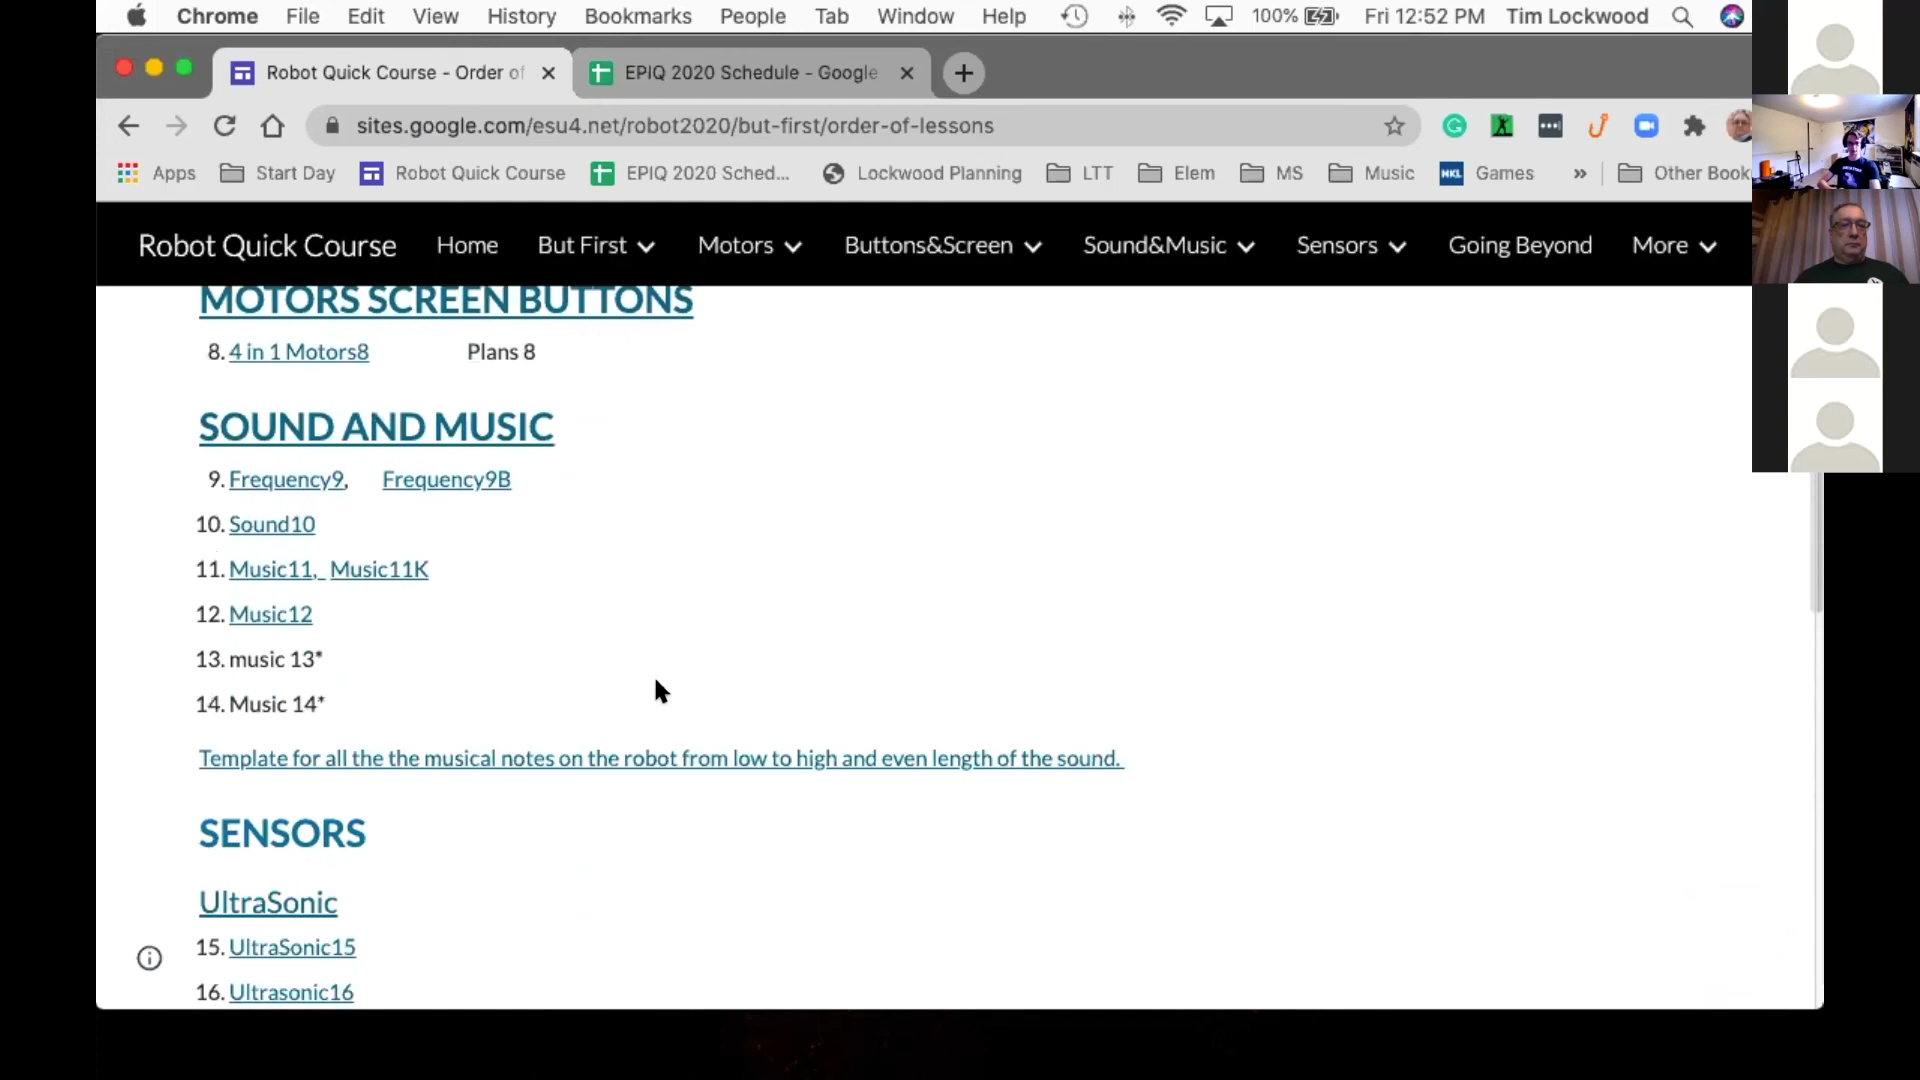 Chrome File Edit View History Bookmarks People Tab Window Help 100% Fri 12:52 PM Tim Lockwood
Robot Quick Course - Order of EPIQ 2020 Schedule - Google
sites.google.com/esu4.net/robot2020/but-first/order-of-lessons
Apps Start Day Robot Quick Course EPIQ 2020 Sched... Lockwood Planning LTT Elem MS Music MKL Games » Other Book
Robot Quick Course Home But First Motors Buttons&Screen Sound&Music Sensors Going Beyond More
MOTORS SCREEN BUTTONS
8. 4 in 1 Motors8 Plans 8
SOUND AND MUSIC
9. Frequency9, Frequency9B
10. Sound10
11. Music11, Music11K
12. Music12
13. music 13*
14. Music 14*
Template for all the the musical notes on the robot from low to high and even length of the sound.
SENSORS
UltraSonic
15. UltraSonic15
16. Ultrasonic16